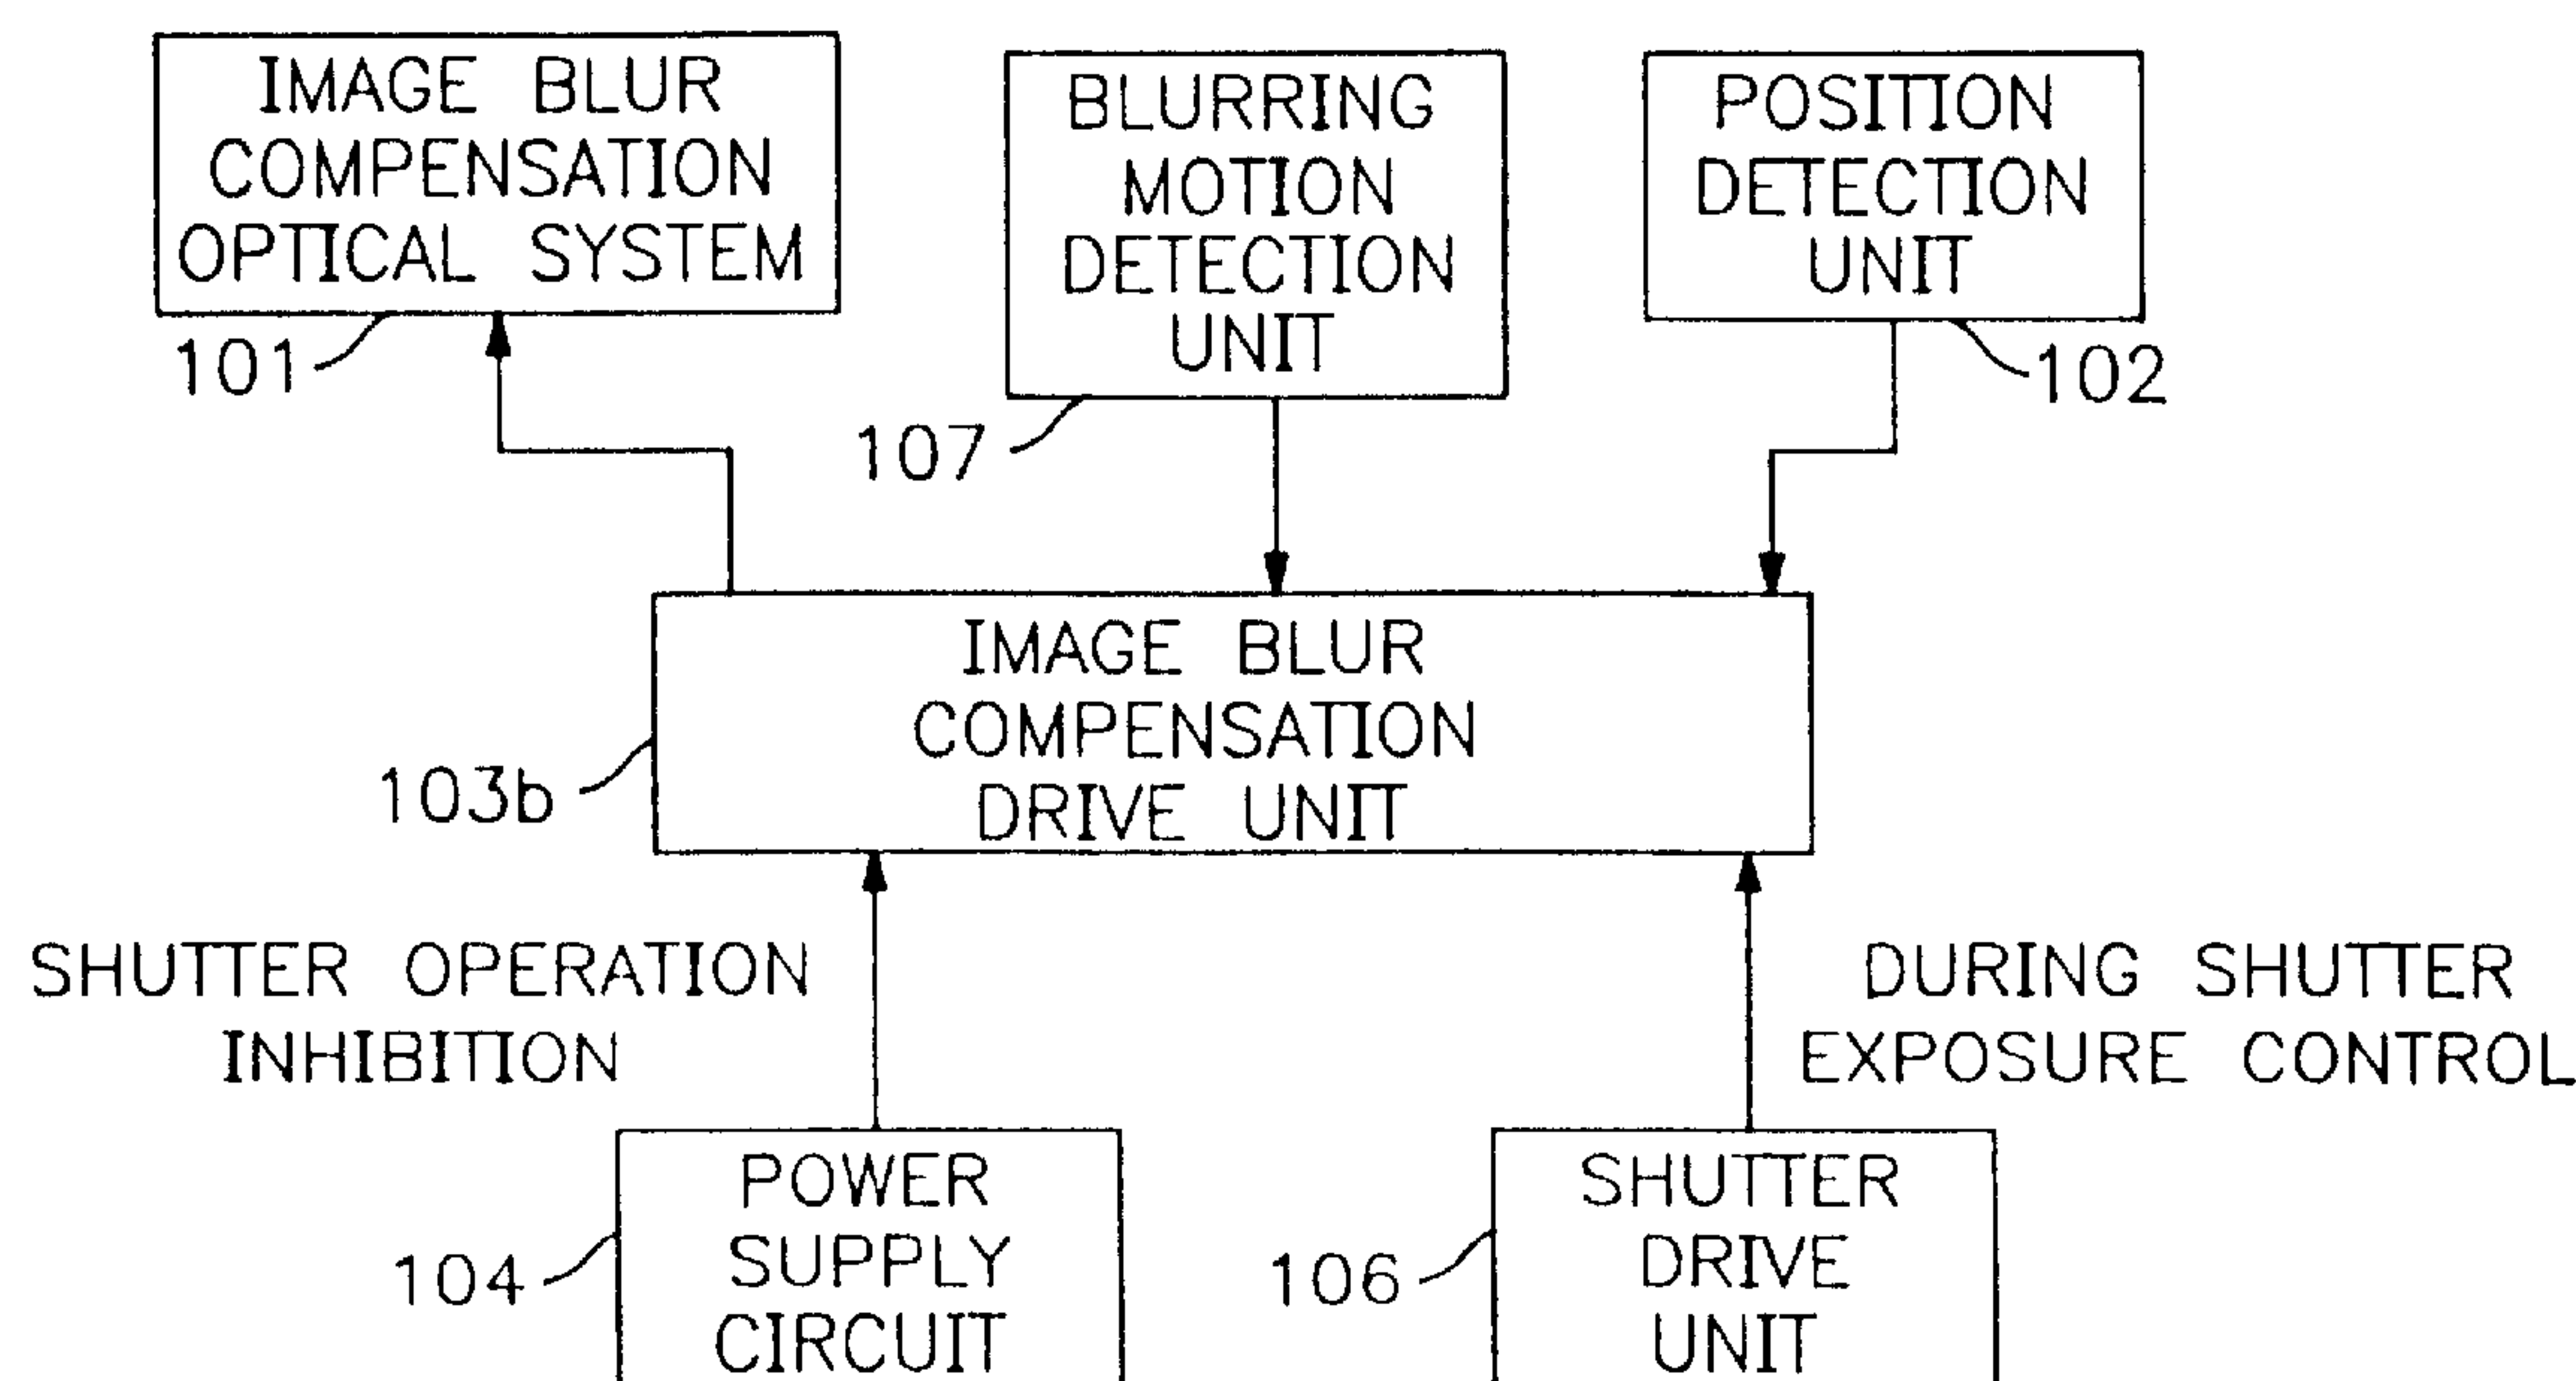 IMAGE BLUR
COMPENSATION
OPTICAL SYSTEM
101
BLURRING
MOTION
DETECTION
UNIT
107
POSITION
DETECTION
UNIT
102
IMAGE BLUR
COMPENSATION
DRIVE UNIT
103b
SHUTTER OPERATION
INHIBITION
DURING SHUTTER
EXPOSURE CONTROL
POWER
SUPPLY
CIRCUIT
104
SHUTTER
DRIVE
UNIT
106